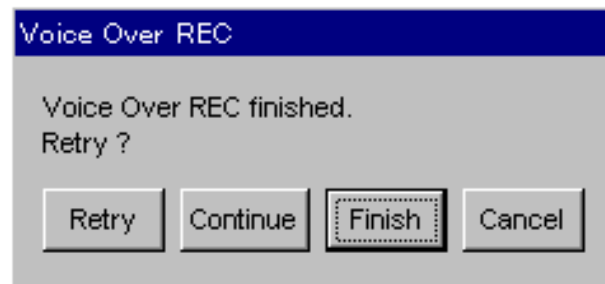 Voice Over REC
Voice Over REC finished.
Retry ?
Retry Continue Finish Cancel